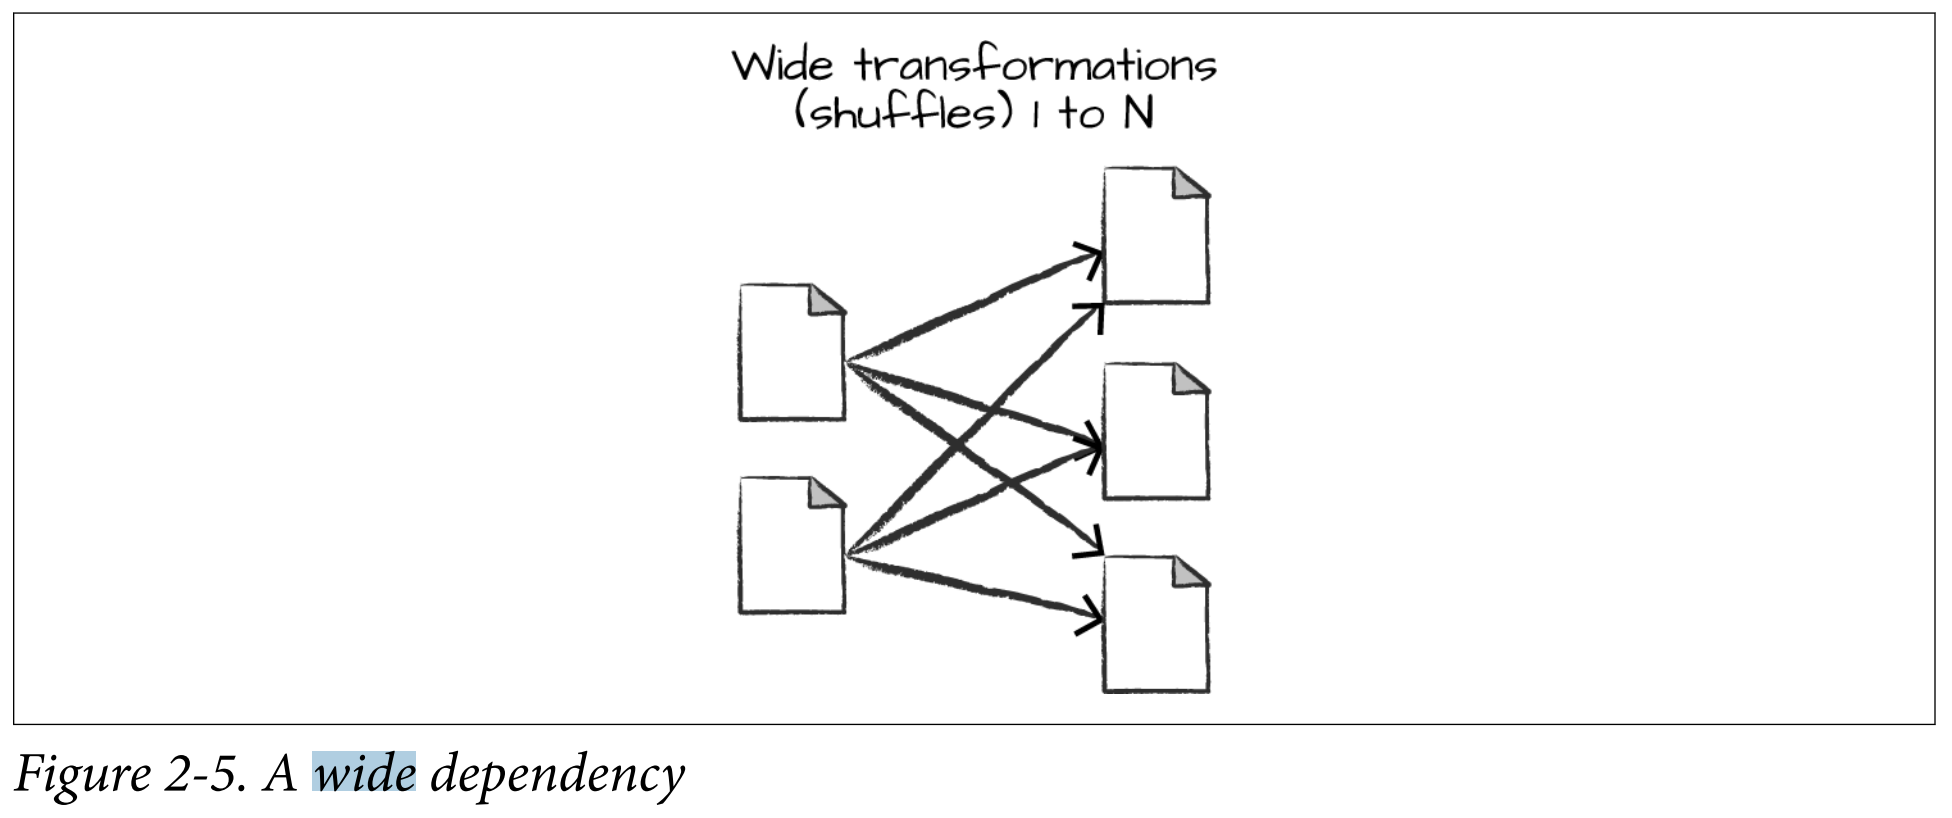 Wide transformations
(shuffles) 1 to N
Figure 2-5. A wide dependency